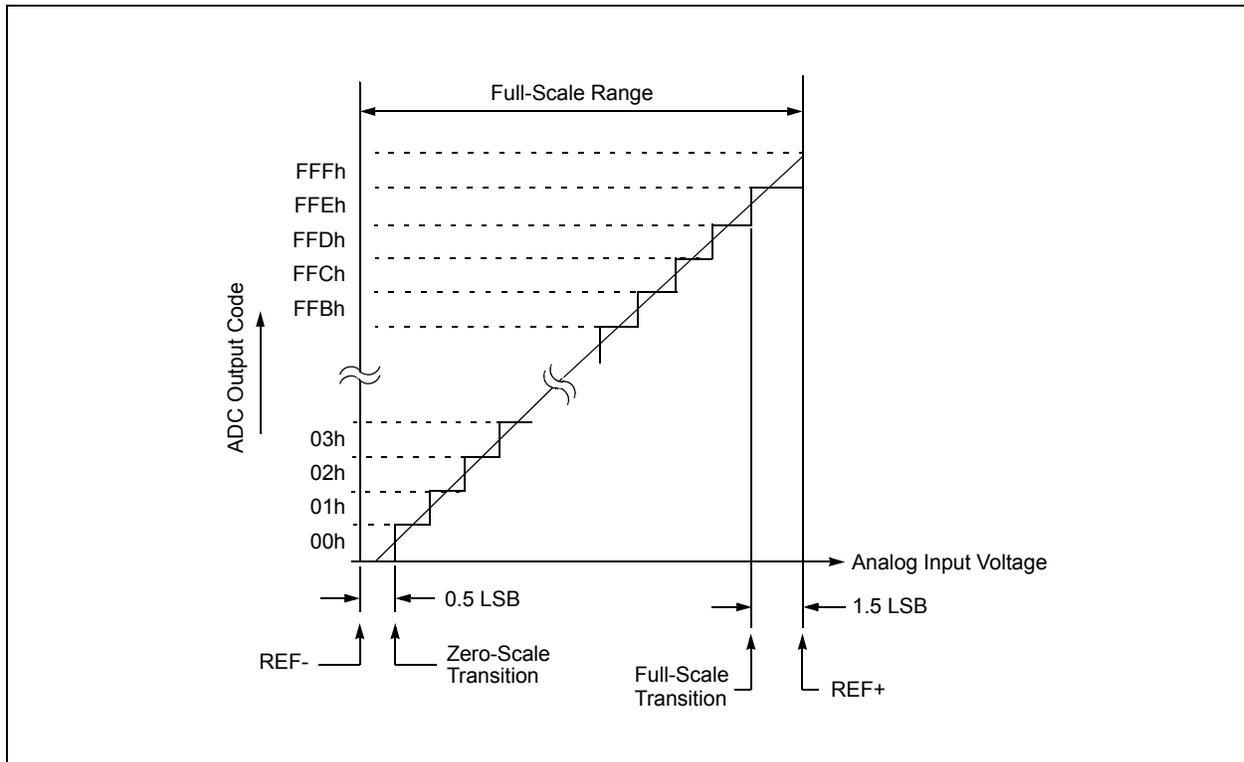 Full-Scale Range
FFFh
FFEh
FFDh
FFCh
FFBh
ADC Output Code
03h
02h
01h
00h
Analog Input Voltage
0.5 LSB
1.5 LSB
REF-
Zero-Scale
Transition
Full-Scale
Transition
REF+